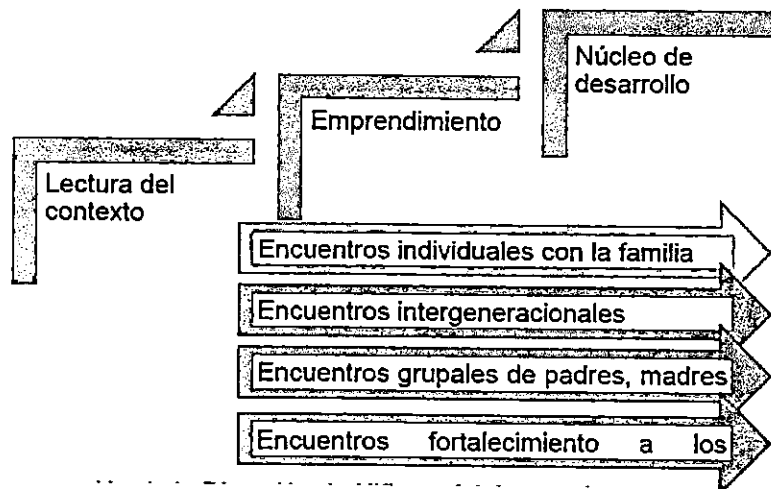 Núcleo de
desarrollo
Emprendimiento
Lectura del
contexto
Encuentros individuales con la familia
Encuentros intergeneracionales
Encuentros grupales de padres, madres
Encuentros fortalecimiento a los